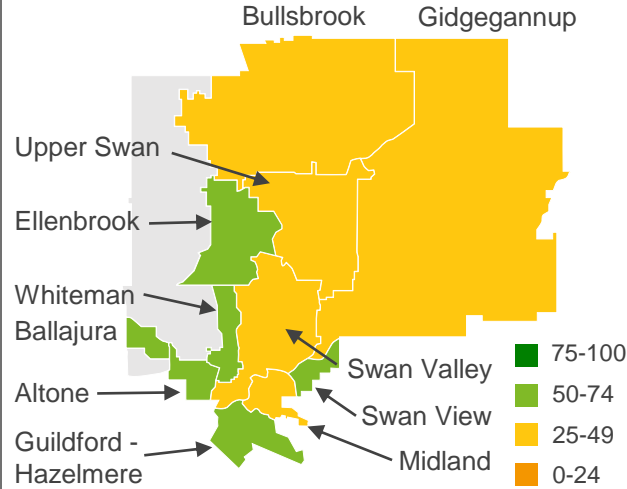 Bullsbrook
Gidgegannup
Upper Swan
Ellenbrook
Whiteman
Ballajura
Altone
Guildford -
Hazelmere
Swan Valley
Swan View
Midland
75-100
50-74
25-49
0-24